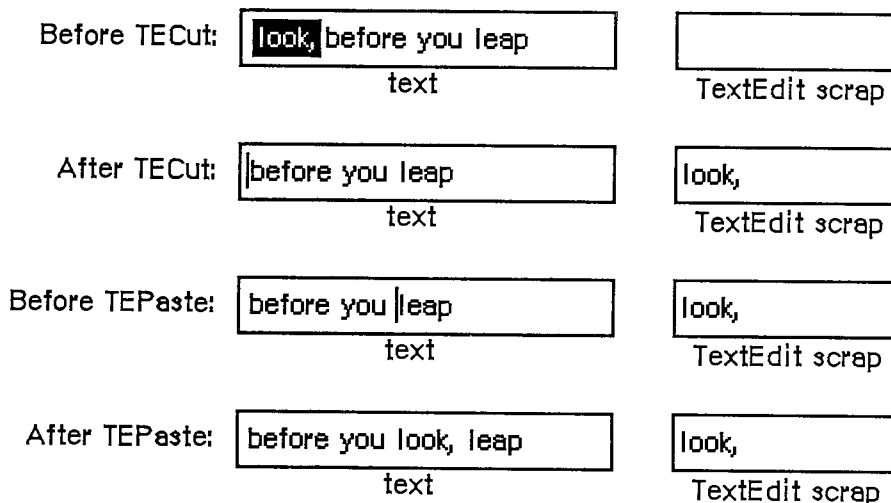 Before TECut: look, before you leap
text TextEdit scrap
After TECut: before you leap look,
text TextEdit scrap
Before TEPaste: before you leap look,
text TextEdit scrap
After TEPaste: before you look, leap look,
text TextEdit scrap